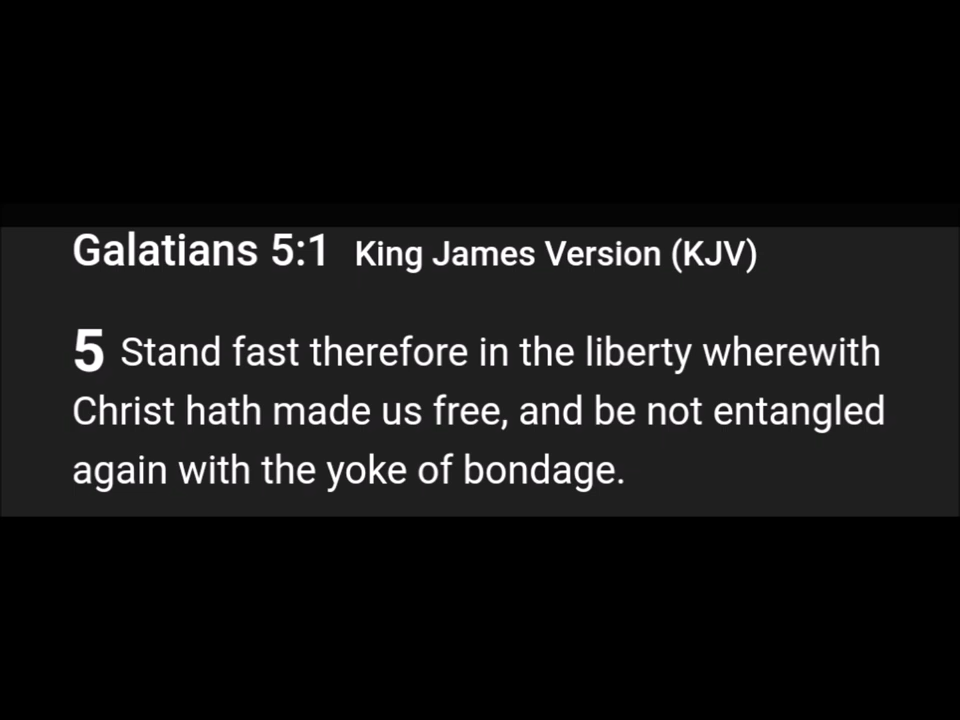 Galatians 5:1 King James Version (KJV)
5 Stand fast therefore in the liberty wherewith
Christ hath made us free, and be not entangled
again with the yoke of bondage.